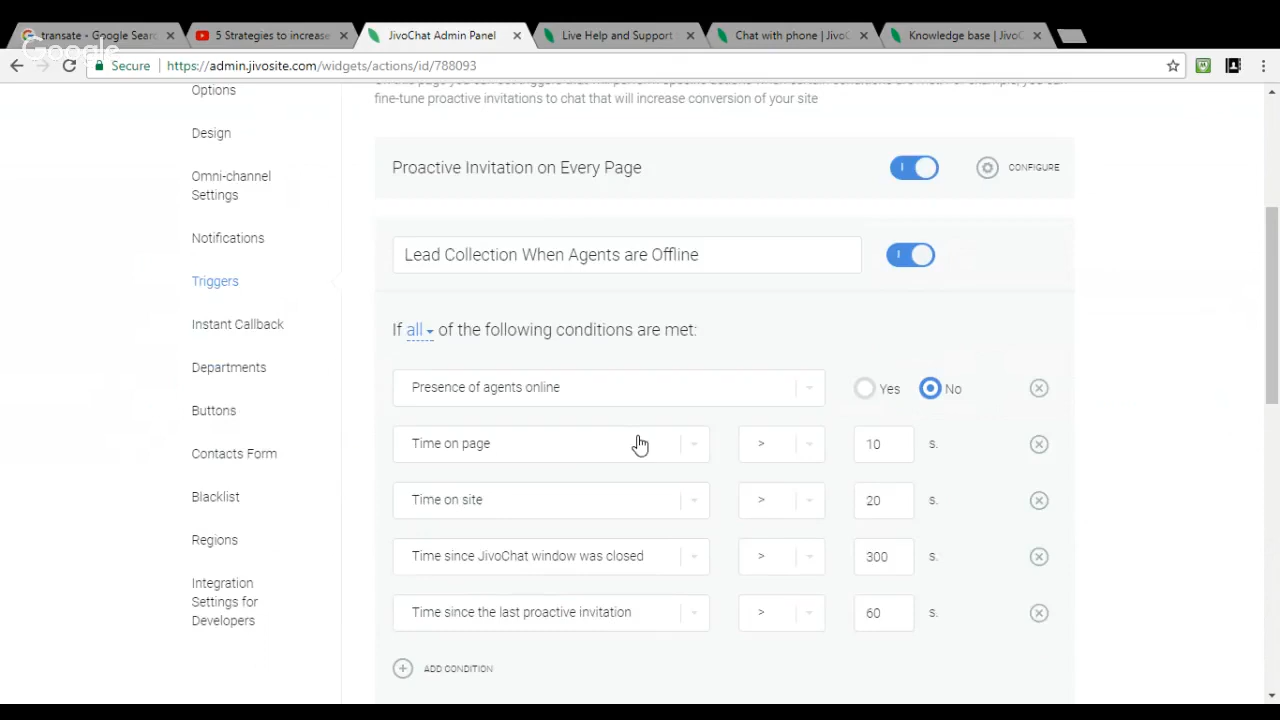 transate - Google Searc
5 Strategies to increase
JivoChat Admin Panel
Live Help and Support
Chat with phone | JivoC
Knowledge base | JivoC
Google
Secure
https://admin.jivosite.com/widgets/actions/id/788093
fine-tune proactive invitations to chat that will increase conversion of your site
Options
Design
Omni-channel
Settings
Notifications
Triggers
Instant Callback
Departments
Buttons
Contacts Form
Blacklist
Regions
Integration
Settings for
Developers
Proactive Invitation on Every Page
CONFIGURE
Lead Collection When Agents are Offline
If all of the following conditions are met:
Presence of agents online Yes No
Time on page > 10 s.
Time on site > 20 s.
Time since JivoChat window was closed > 300 s.
Time since the last proactive invitation > 60 s.
ADD CONDITION